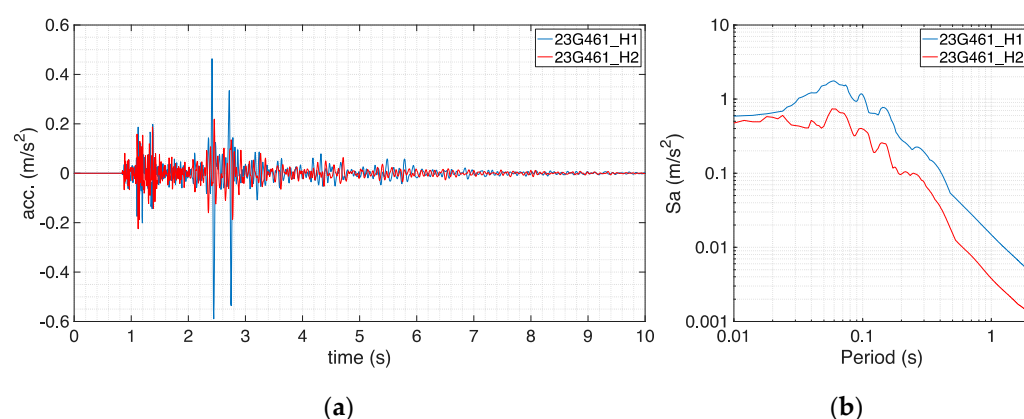 0.6
0.4
0.2
0
-0.2
-0.4
-0.6
acc. (m/s²)
0 1 2 3 4 5 6 7 8 9 10
time (s)
23G461_H1
23G461_H2
(a)
10
1
0.1
0.01
0.001
Sa (m/s²)
0.01 0.1 1
Period (s)
23G461_H1
23G461_H2
(b)